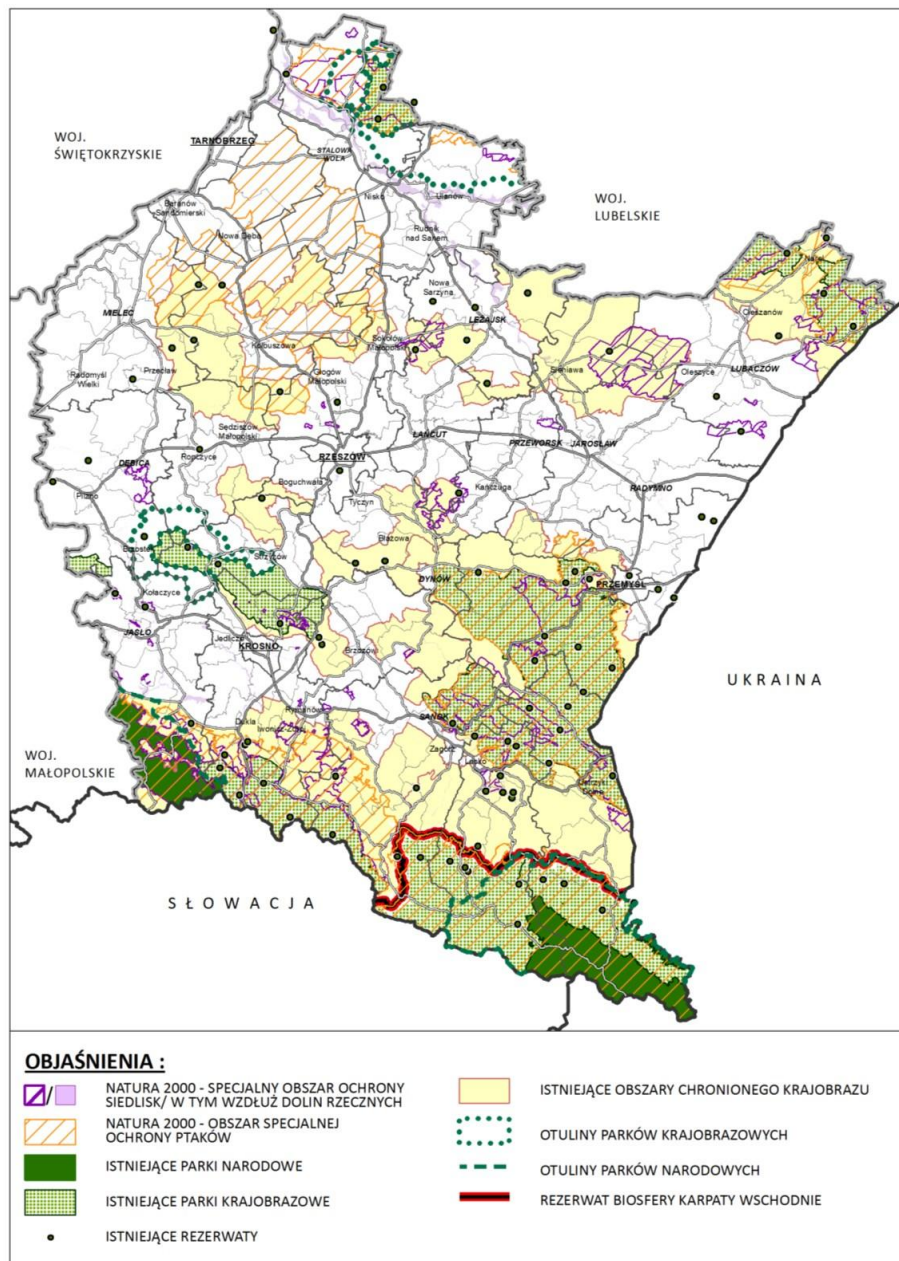 WOJ.
ŚWIĘTOKRZYSKIE
TARNOBRZEG
STALOWA
WOLA
WOJ.
LUBELSKIE
Nisko
Ulanów
Baranów
Sandomierski
Nowa Dęba
Rudnik
nad Sanem
Narol
Nowa
Sarzyna
Cieszanów
MIELEC
LEŻAJSK
Kolbuszowa
Sokołów
Małopolski
Radomyśl
Wielki
Przecław
Głogów
Małopolski
Sieniawa
Oleszyce
LUBACZÓW
Sędziszów
Małopolski
ŁAŃCUT
PRZEWORSK
JAROSŁAW
DĘBICA
Ropczyce
RZESZÓW
Boguchwała
Tyczyn
Kańczuga
RADYMNO
Pilzno
Błażowa
Brzostek
Strzyżów
DYNÓW
PRZEMYŚL
Kołaczyce
JASŁO
Jedlicze
KROSNO
Brzozów
UKRAINA
Rymanów
SANOK
Dukla
Iwonicz-Zdrój
Zagórz
Lesko
WOJ.
MAŁOPOLSKIE
SŁOWACJA
OBJAŚNIENIA :
NATURA 2000 - SPECJALNY OBSZAR OCHRONY
SIEDLISK/ W TYM WZDŁUŻ DOLIN RZECZNYCH
NATURA 2000 - OBSZAR SPECJALNEJ
OCHRONY PTAKÓW
ISTNIEJĄCE PARKI NARODOWE
ISTNIEJĄCE PARKI KRAJOBRAZOWE
ISTNIEJĄCE REZERWATY
ISTNIEJĄCE OBSZARY CHRONIONEGO KRAJOBRAZU
OTULINY PARKÓW KRAJOBRAZOWYCH
OTULINY PARKÓW NARODOWYCH
REZERWAT BIOSFERY KARPATY WSCHODNIE